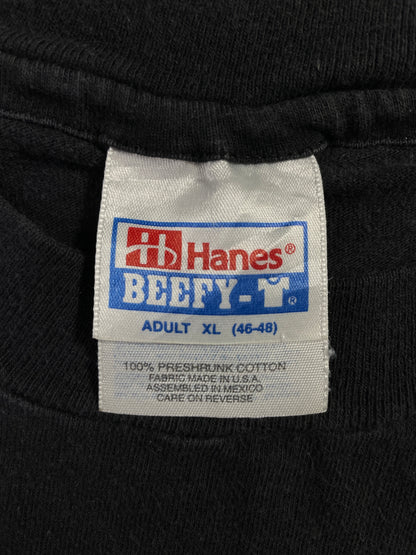 Hanes®
BEEFY-T®
ADULT XL (46-48)
100% PRESHRUNK COTTON
FABRIC MADE IN U.S.A.
ASSEMBLED IN MEXICO
CARE ON REVERSE